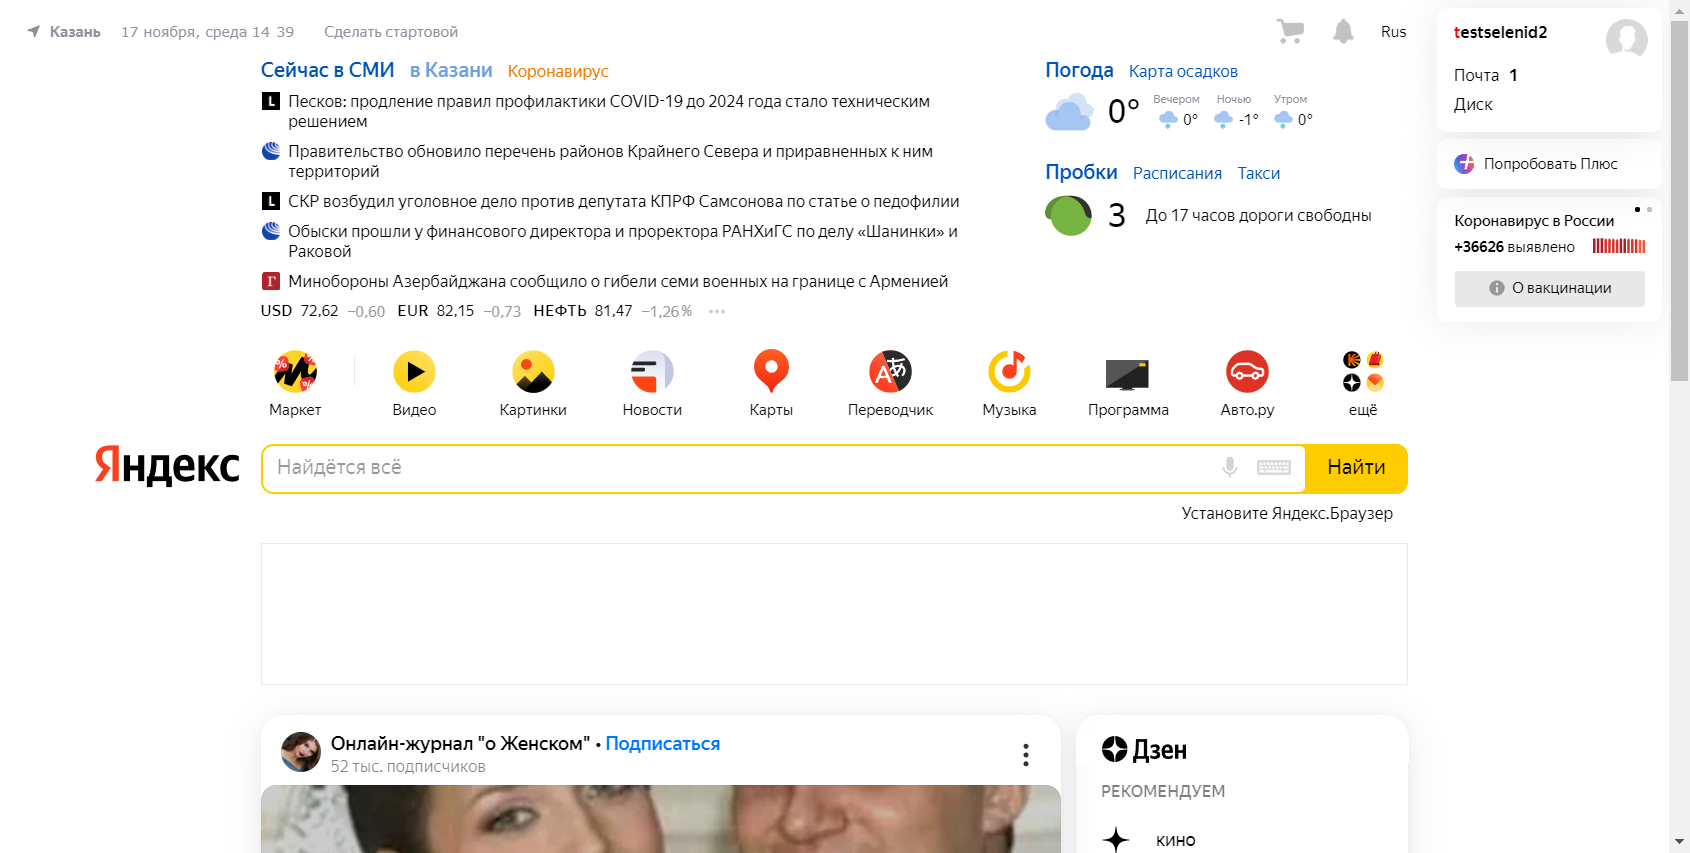 Казань 17 ноября, среда 14 39 Сделать стартовой
Rus
testselenid2
Почта 1
Диск
Попробовать Плюс
Коронавирус в России
+36626 выявлено
О вакцинации
Сейчас в СМИ в Казани Коронавирус
Песков: продление правил профилактики COVID-19 до 2024 года стало техническим
решением
Правительство обновило перечень районов Крайнего Севера и приравненных к ним
территорий
СКР возбудил уголовное дело против депутата КПРФ Самсонова по статье о педофилии
Обыски прошли у финансового директора и проректора РАНХиГС по делу «Шанинки» и
Раковой
Минобороны Азербайджана сообщило о гибели семи военных на границе с Арменией
USD 72,62 −0,60 EUR 82,15 −0,73 НЕФТЬ 81,47 −1,26%
Погода Карта осадков
0° Вечером 0° Ночью -1° Утром 0°
Пробки Расписания Такси
3 До 17 часов дороги свободны
Маркет Видео Картинки Новости Карты Переводчик Музыка Программа Авто.ру ещё
Яндекс
Найдётся всё
Найти
Установите Яндекс.Браузер
Онлайн-журнал "о Женском" • Подписаться
52 тыс. подписчиков
Дзен
РЕКОМЕНДУЕМ
кино